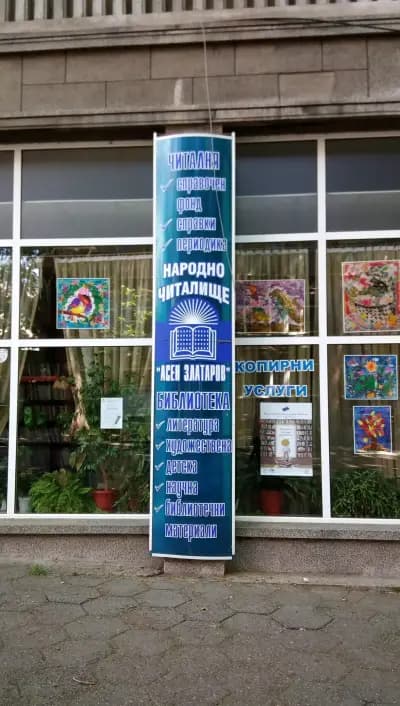 ЧИТАЛНЯ
справочен
фонд
справки
периодика
НАРОДНО
ЧИТАЛИЩЕ
"АСЕН ЗЛАТАРОВ"
БИБЛИОТЕКА
литература
художествена
детска
научна
библиотечни
материали
КОПИРНИ
УСЛУГИ